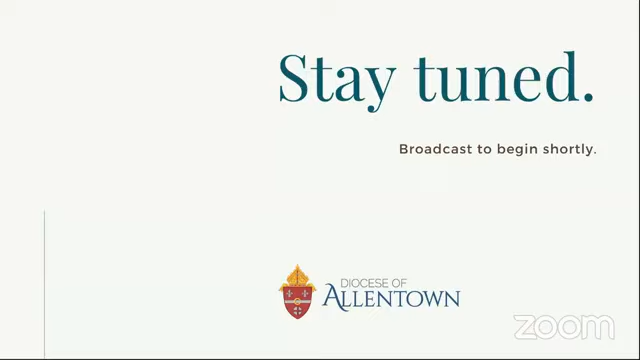 Stay tuned.
Broadcast to begin shortly.
DIOCESE OF
ALLENTOWN
zoom